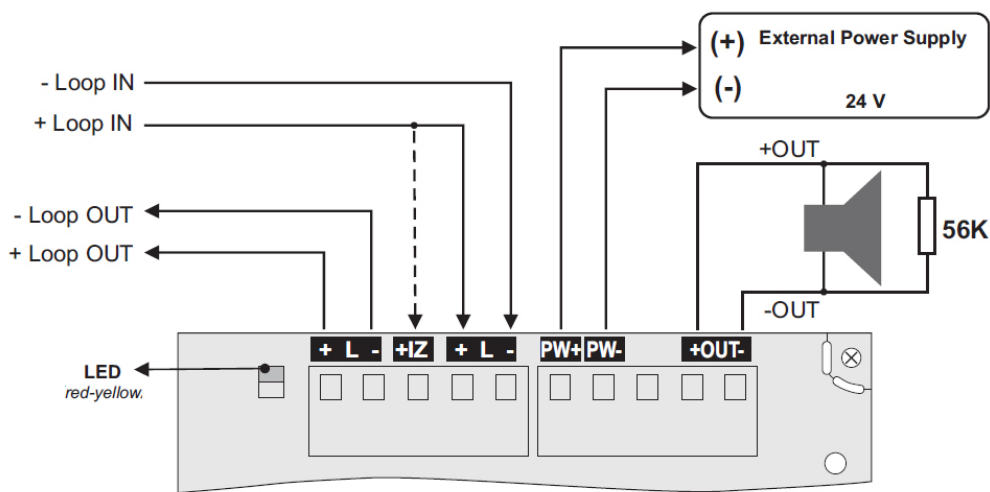 (+) External Power Supply
(-)
24 V
- Loop IN
+ Loop IN
+OUT
- Loop OUT
+ Loop OUT
56K
-OUT
+ L - +IZ + L - PW+ PW- +OUT-
LED
red-yellow.